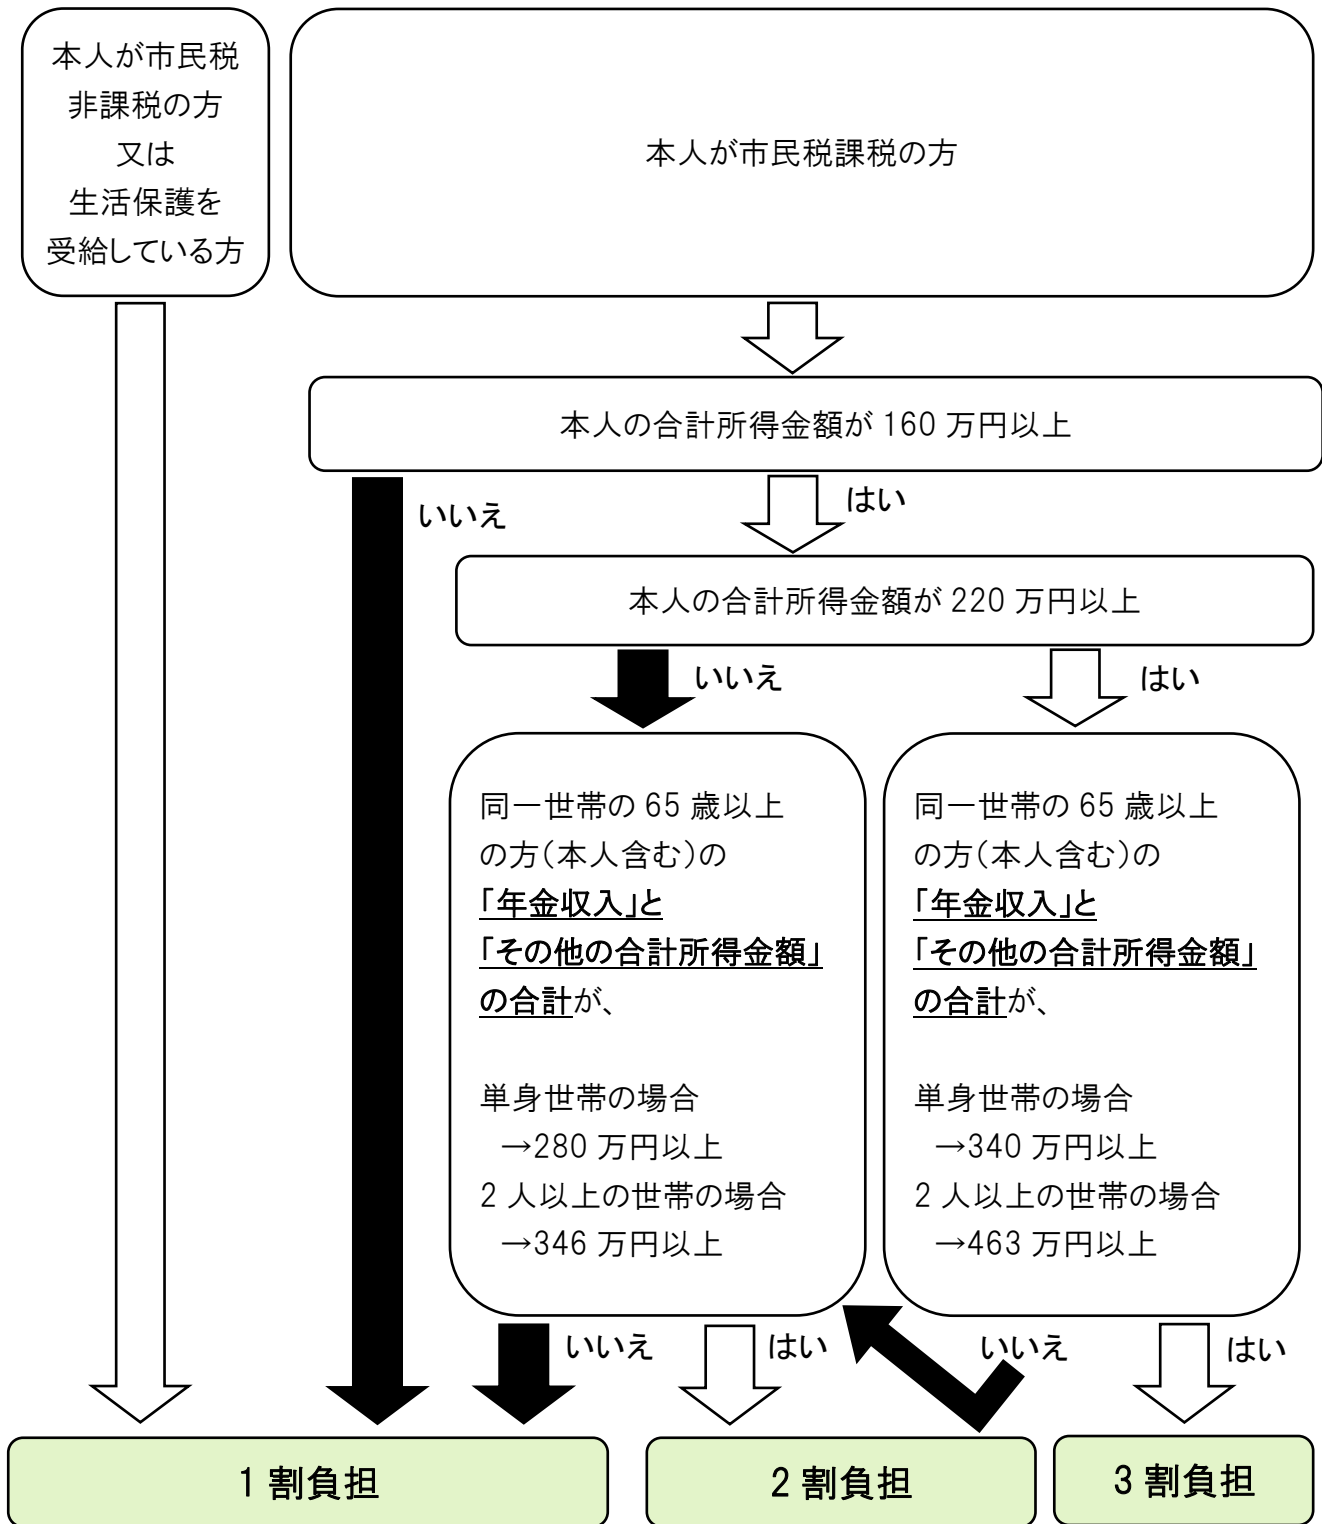 本人が市民税
非課税の方
又は
生活保護を
受給している方
本人が市民税課税の方
本人の合計所得金額が 160 万円以上
いいえ
はい
本人の合計所得金額が 220 万円以上
いいえ
はい
同一世帯の 65 歳以上
の方（本人含む）の
「年金収入」と
「その他の合計所得金額」
の合計が、
単身世帯の場合
→280 万円以上
2 人以上の世帯の場合
→346 万円以上
同一世帯の 65 歳以上
の方（本人含む）の
「年金収入」と
「その他の合計所得金額」
の合計が、
単身世帯の場合
→340 万円以上
2 人以上の世帯の場合
→463 万円以上
いいえ
はい
いいえ
はい
1 割負担
2 割負担
3 割負担